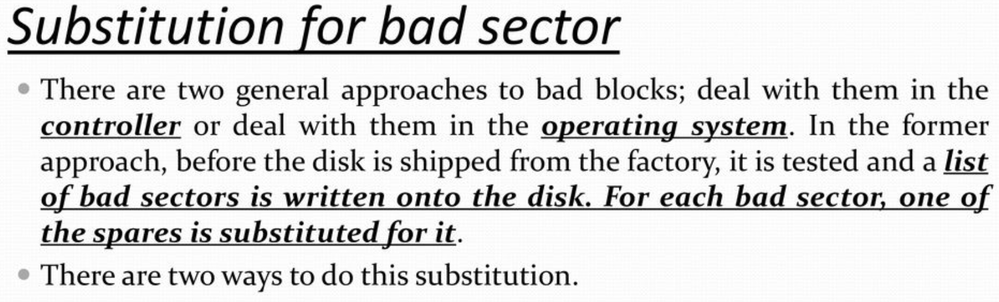 Substitution for bad sector
• There are two general approaches to bad blocks; deal with them in the
controller or deal with them in the operating system. In the former
approach, before the disk is shipped from the factory, it is tested and a list
of bad sectors is written onto the disk. For each bad sector, one of
the spares is substituted for it.
• There are two ways to do this substitution.